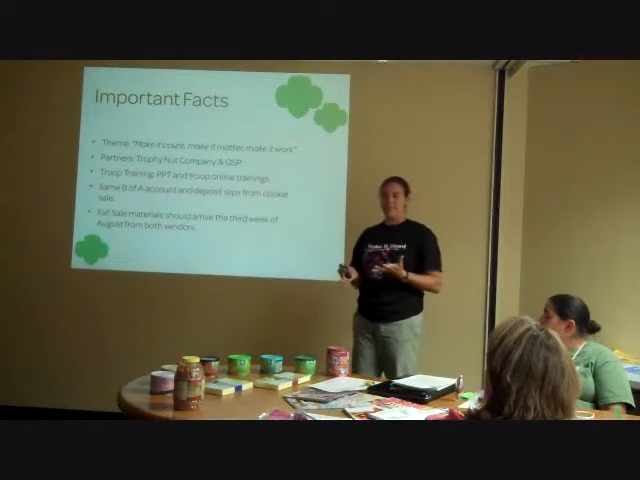 Important Facts
• Theme: "Make it count, make it matter, make it work"
• Partners: Trophy Nut Company & QSP.
• Troop Training: PPT and troop online trainings.
• Same B of A account and deposit slips from cookie
sale.
• Fall Sale materials should arrive the third week of
August from both vendors.